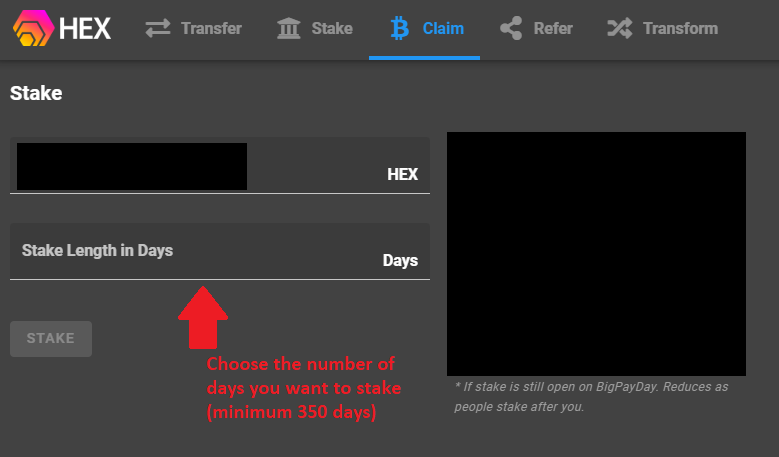 HEX Transfer Stake Claim Refer Transform
Stake
HEX
Stake Length in Days
Days
STAKE
Choose the number of
days you want to stake
(minimum 350 days)
* If stake is still open on BigPayDay. Reduces as
people stake after you.